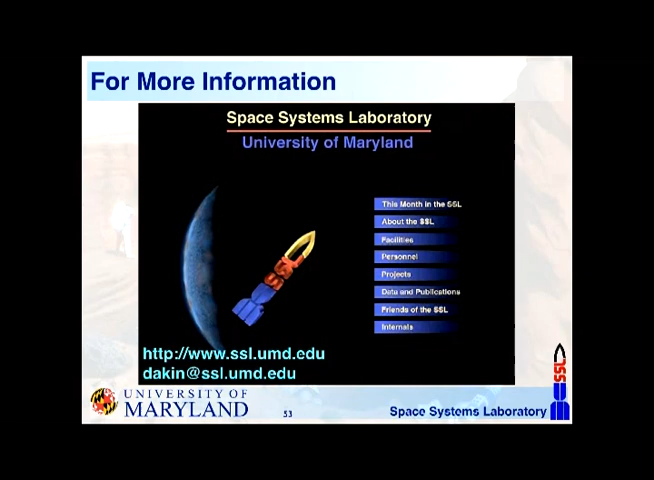 For More Information
Space Systems Laboratory
University of Maryland
This Month in the SSL
About the SSL
Facilities
Personnel
Projects
Data and Publications
Friends of the SSL
Internals
SSL
http://www.ssl.umd.edu
dakin@ssl.umd.edu
UNIVERSITY OF
MARYLAND
53
Space Systems Laboratory
SSL